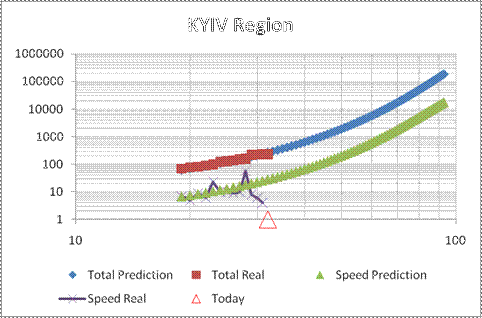 KYIV Region
1000000
100000
10000
1000
100
10
1
10
100
Total Prediction
Total Real
Speed Prediction
Speed Real
Today